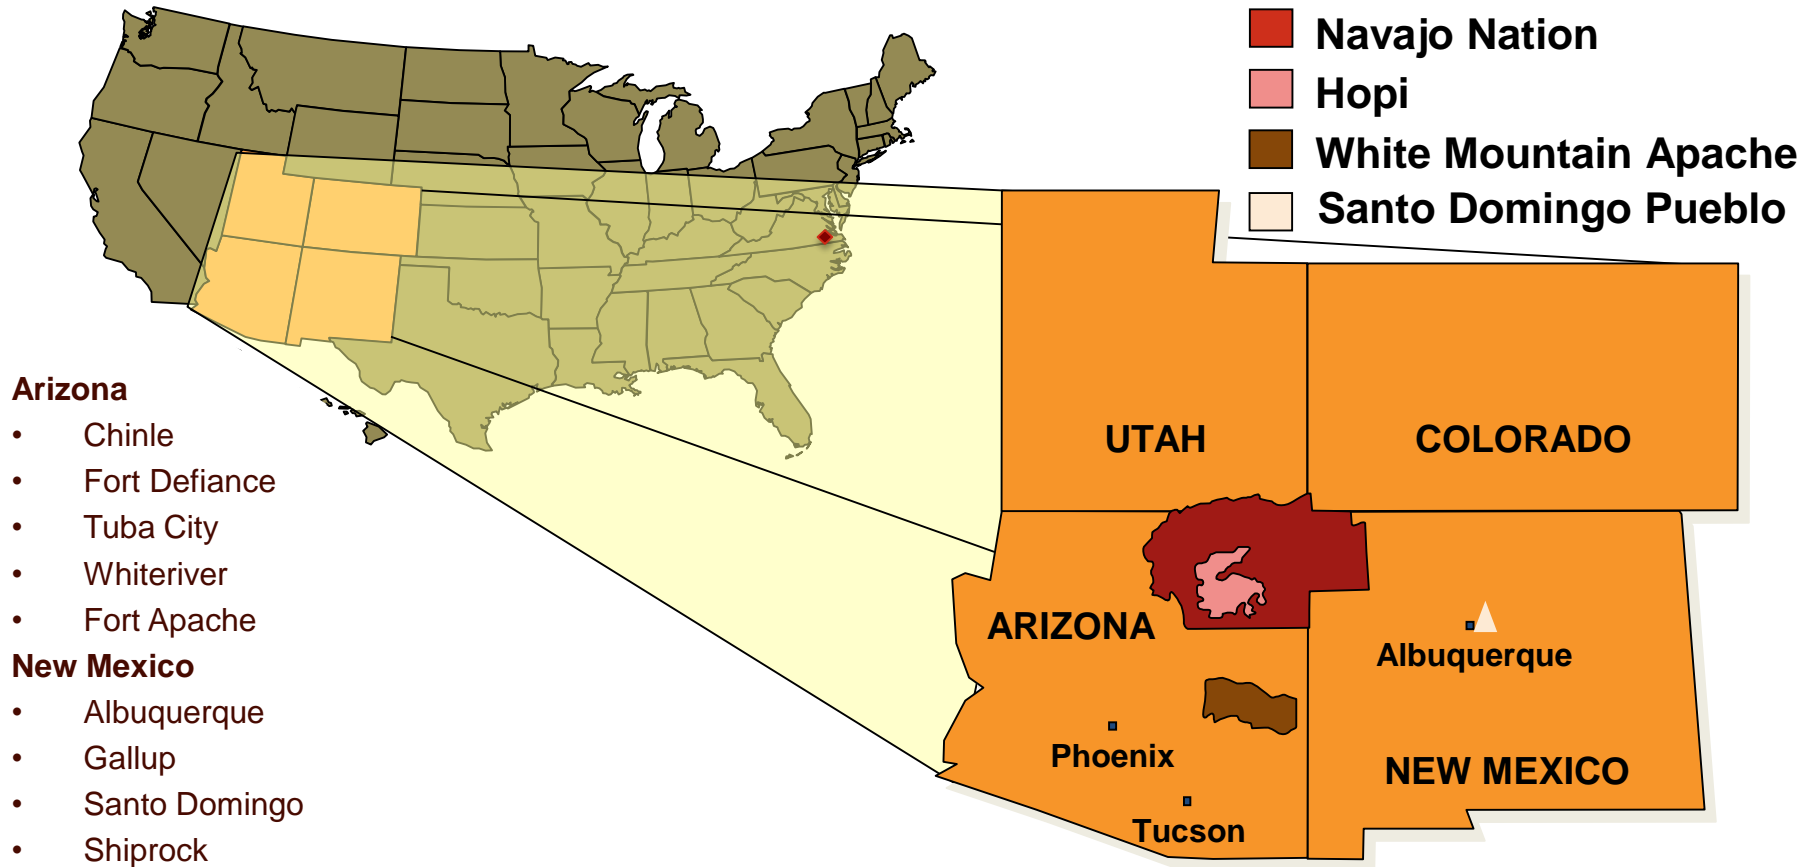 Navajo Nation
Hopi
White Mountain Apache
Santo Domingo Pueblo
UTAH
COLORADO
ARIZONA
Albuquerque
Phoenix
NEW MEXICO
Tucson
Arizona
• Chinle
• Fort Defiance
• Tuba City
• Whiteriver
• Fort Apache
New Mexico
• Albuquerque
• Gallup
• Santo Domingo
• Shiprock